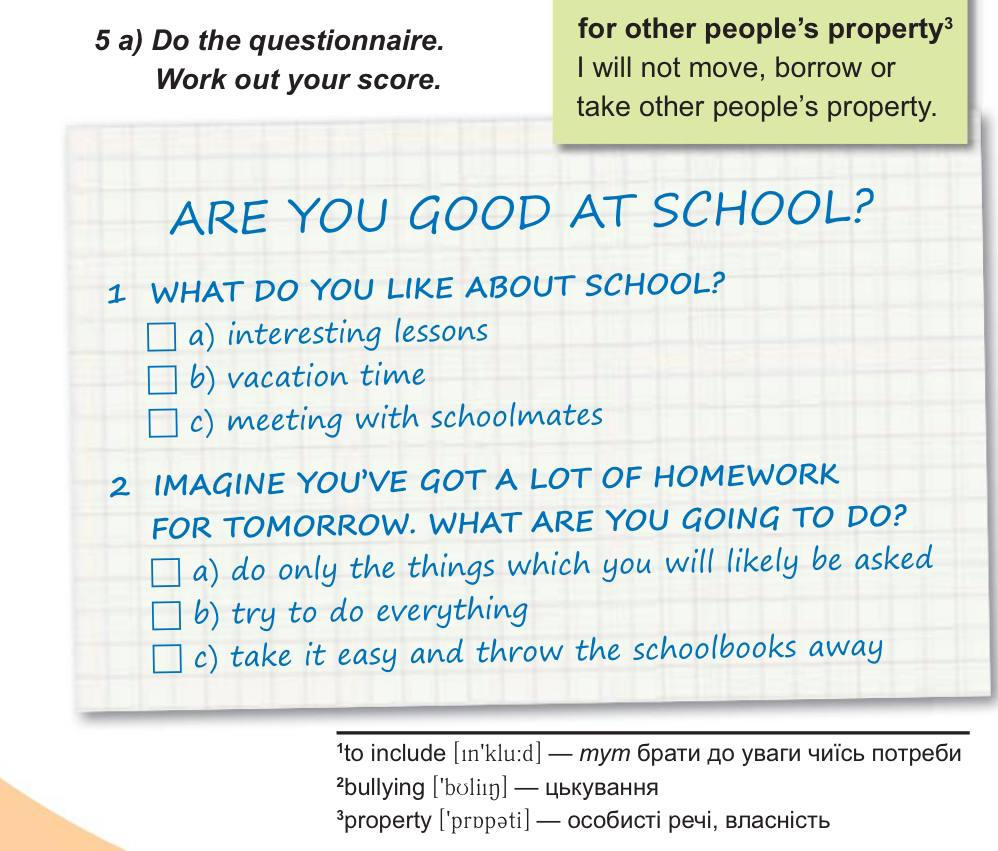 5 a) Do the questionnaire.
Work out your score.
for other people’s property³
I will not move, borrow or
take other people’s property.
ARE YOU GOOD AT SCHOOL?
1 WHAT DO YOU LIKE ABOUT SCHOOL?
☐ a) interesting lessons
☐ b) vacation time
☐ c) meeting with schoolmates
2 IMAGINE YOU’VE GOT A LOT OF HOMEWORK
FOR TOMORROW. WHAT ARE YOU GOING TO DO?
☐ a) do only the things which you will likely be asked
☐ b) try to do everything
☐ c) take it easy and throw the schoolbooks away
¹to include [ɪn'klu:d] — тут брати до уваги чиїсь потреби
²bullying ['bʊliɪŋ] — цькування
³property ['prɒpəti] — особисті речі, власність